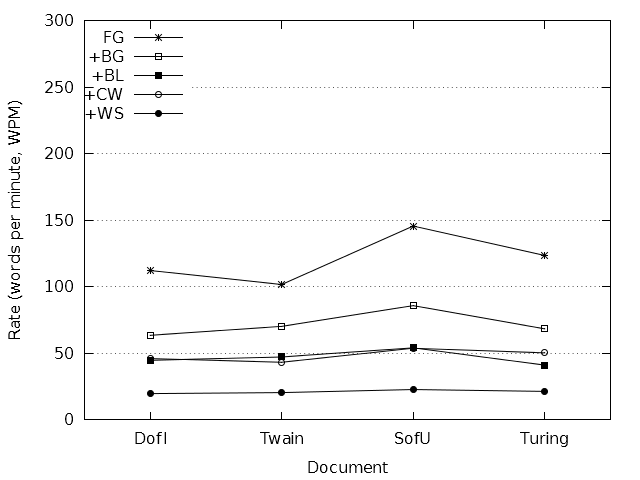 300
250
200
150
100
50
0
Rate (words per minute, WPM)
FG
+BG
+BL
+CW
+WS
DofI
Twain
SofU
Turing
Document